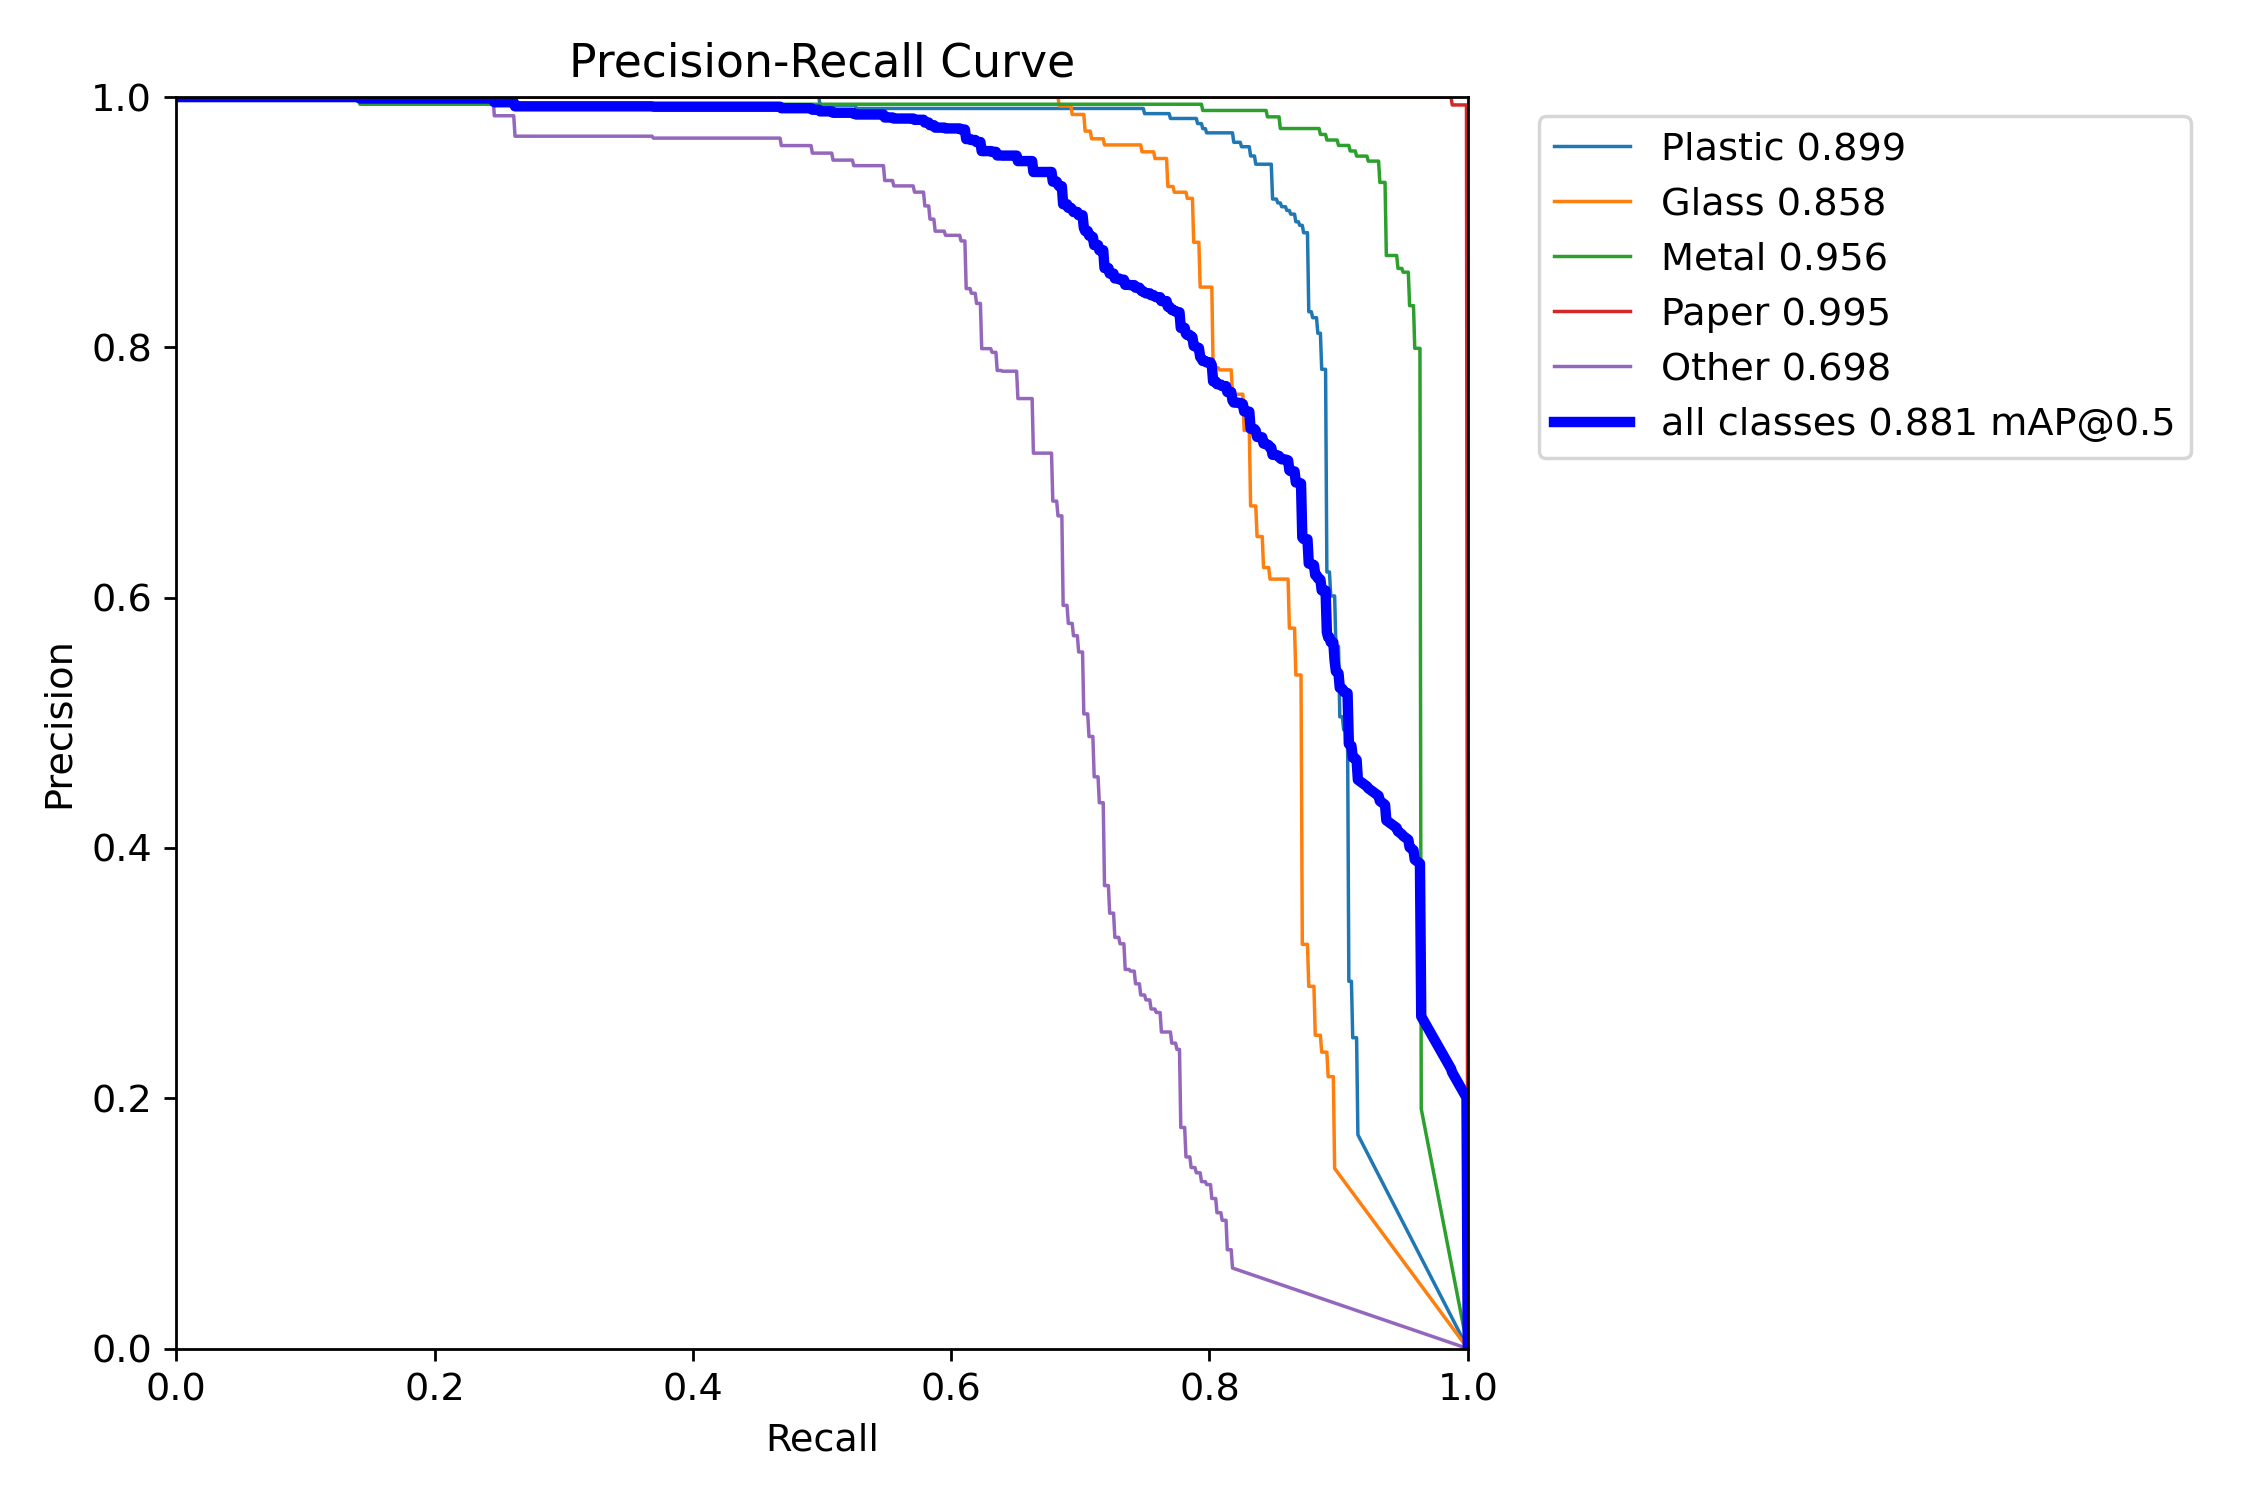 Precision-Recall Curve
1.0
0.8
0.6
0.4
0.2
0.0
Precision
0.0 0.2 0.4 0.6 0.8 1.0
Recall
Plastic 0.899
Glass 0.858
Metal 0.956
Paper 0.995
Other 0.698
all classes 0.881 mAP@0.5